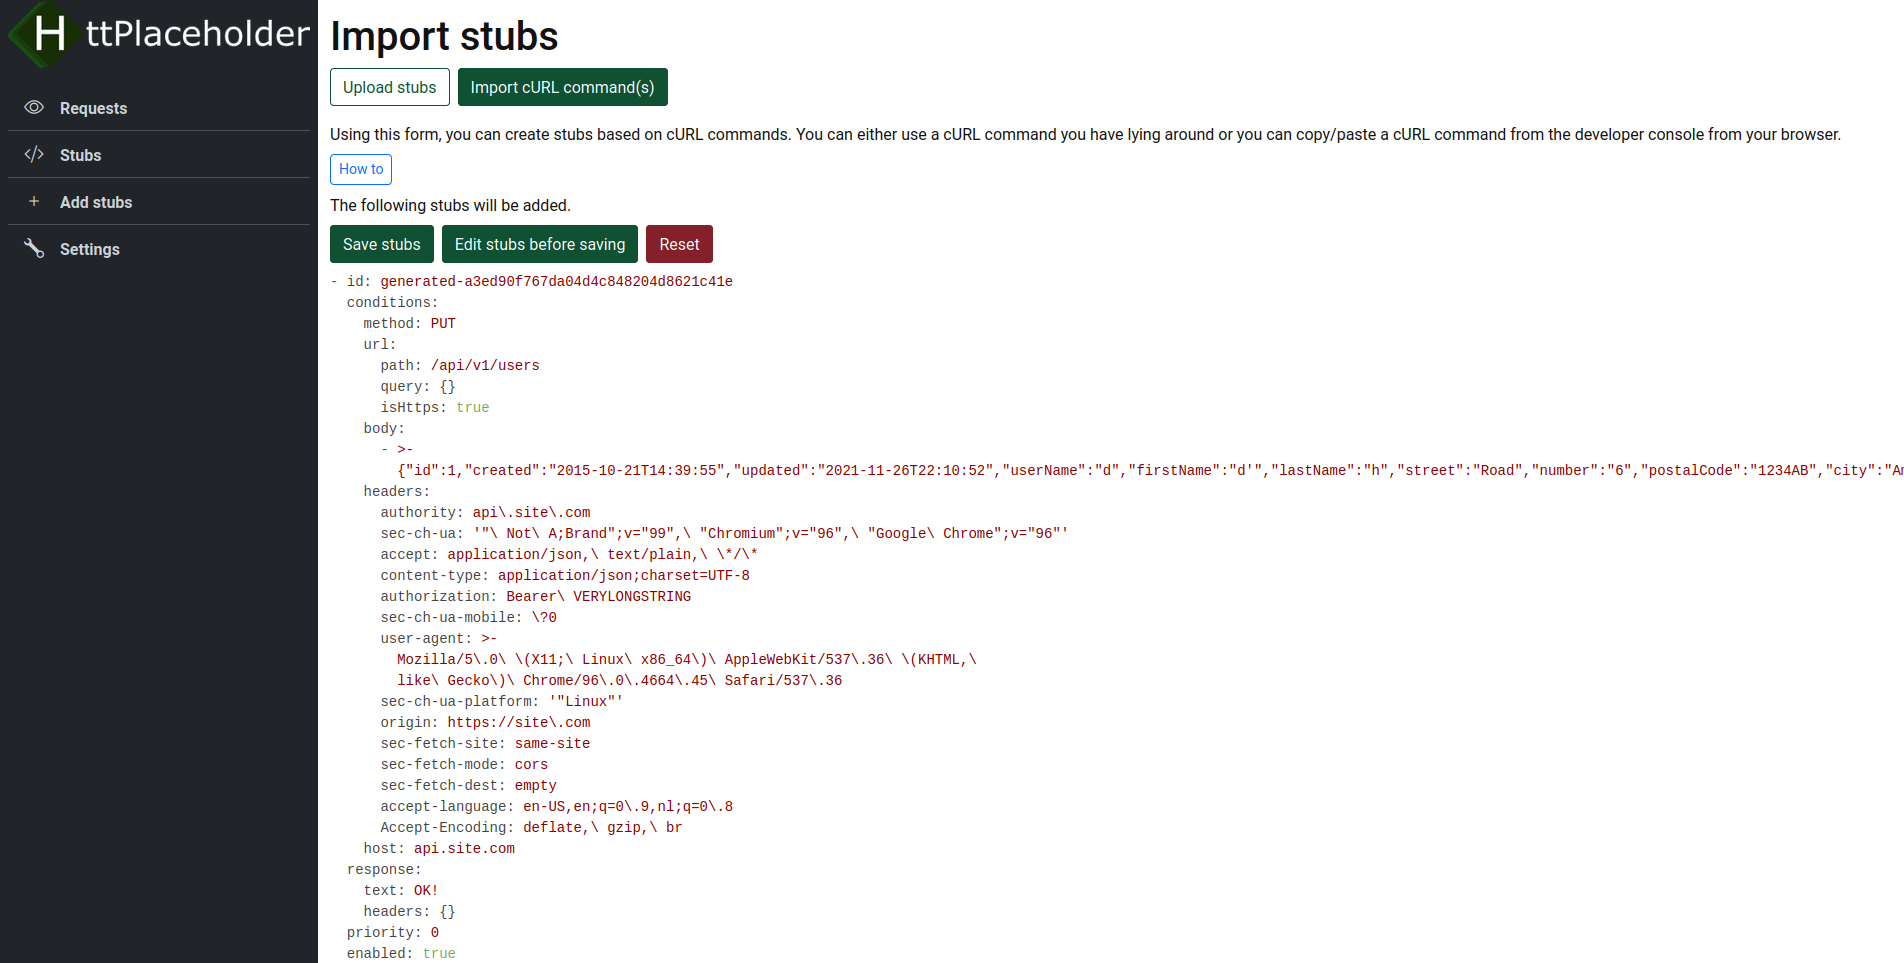 HttPlaceholder
Requests
Stubs
Add stubs
Settings
Import stubs
Upload stubs Import cURL command(s)
Using this form, you can create stubs based on cURL commands. You can either use a cURL command you have lying around or you can copy/paste a cURL command from the developer console from your browser.
How to
The following stubs will be added.
Save stubs Edit stubs before saving Reset
- id: generated-a3ed90f767da04d4c848204d8621c41e
  conditions:
    method: PUT
    url:
      path: /api/v1/users
      query: {}
      isHttps: true
    body:
      - >-
        {"id":1,"created":"2015-10-21T14:39:55","updated":"2021-11-26T22:10:52","userName":"d","firstName":"d'","lastName":"h","street":"Road","number":"6","postalCode":"1234AB","city":"A
    headers:
      authority: api\.site\.com
      sec-ch-ua: '"\ Not\ A;Brand";v="99",\ "Chromium";v="96",\ "Google\ Chrome";v="96"'
      accept: application/json,\ text/plain,\ \*/\*
      content-type: application/json;charset=UTF-8
      authorization: Bearer\ VERYLONGSTRING
      sec-ch-ua-mobile: \?0
      user-agent: >-
        Mozilla/5\.0\ \(X11;\ Linux\ x86_64\)\ AppleWebKit/537\.36\ \(KHTML,\
        like\ Gecko\)\ Chrome/96\.0\.4664\.45\ Safari/537\.36
      sec-ch-ua-platform: '"Linux"'
      origin: https://site\.com
      sec-fetch-site: same-site
      sec-fetch-mode: cors
      sec-fetch-dest: empty
      accept-language: en-US,en;q=0\.9,nl;q=0\.8
      Accept-Encoding: deflate,\ gzip,\ br
    host: api.site.com
  response:
    text: OK!
    headers: {}
  priority: 0
  enabled: true